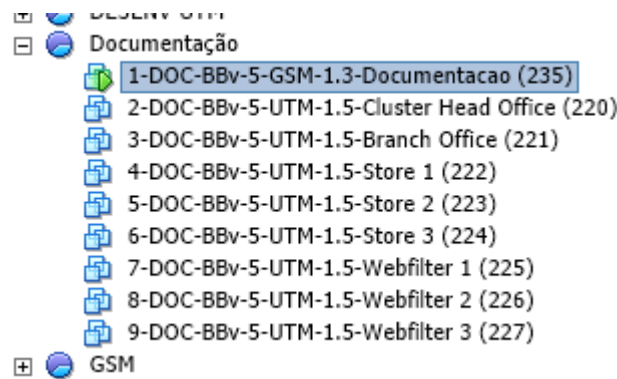 DESENV-UTM
Documentação
1-DOC-BBv-5-GSM-1.3-Documentacao (235)
2-DOC-BBv-5-UTM-1.5-Cluster Head Office (220)
3-DOC-BBv-5-UTM-1.5-Branch Office (221)
4-DOC-BBv-5-UTM-1.5-Store 1 (222)
5-DOC-BBv-5-UTM-1.5-Store 2 (223)
6-DOC-BBv-5-UTM-1.5-Store 3 (224)
7-DOC-BBv-5-UTM-1.5-Webfilter 1 (225)
8-DOC-BBv-5-UTM-1.5-Webfilter 2 (226)
9-DOC-BBv-5-UTM-1.5-Webfilter 3 (227)
GSM